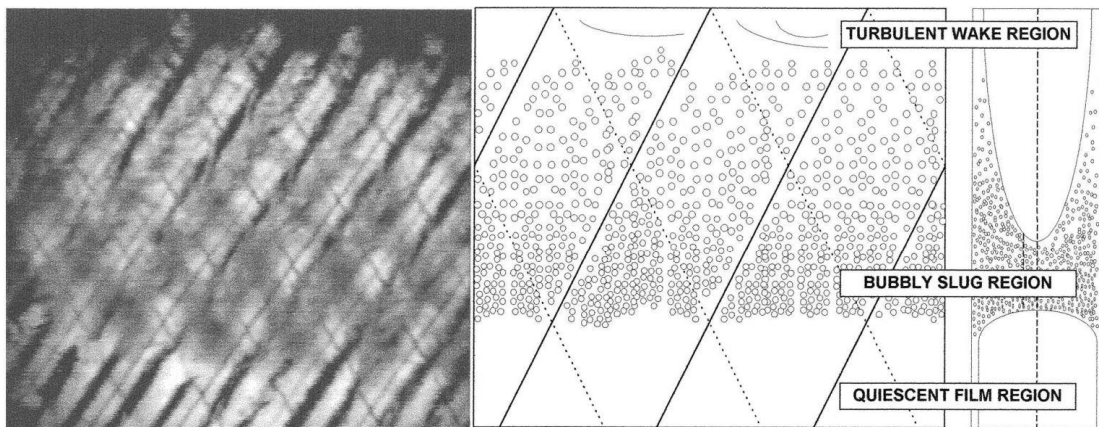 TURBULENT WAKE REGION
BUBBLY SLUG REGION
QUIESCENT FILM REGION